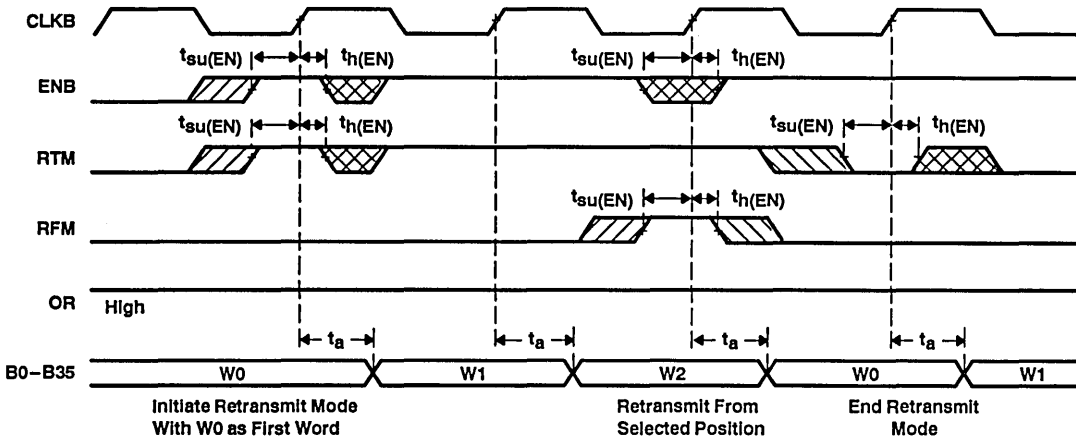 CLKB
tsu(EN) th(EN) tsu(EN) th(EN)
ENB
tsu(EN) th(EN) tsu(EN) th(EN)
RTM
tsu(EN) th(EN)
RFM
OR High
ta ta ta ta
B0–B35 W0 W1 W2 W0 W1
Initiate Retransmit Mode
With W0 as First Word
Retransmit From
Selected Position
End Retransmit
Mode